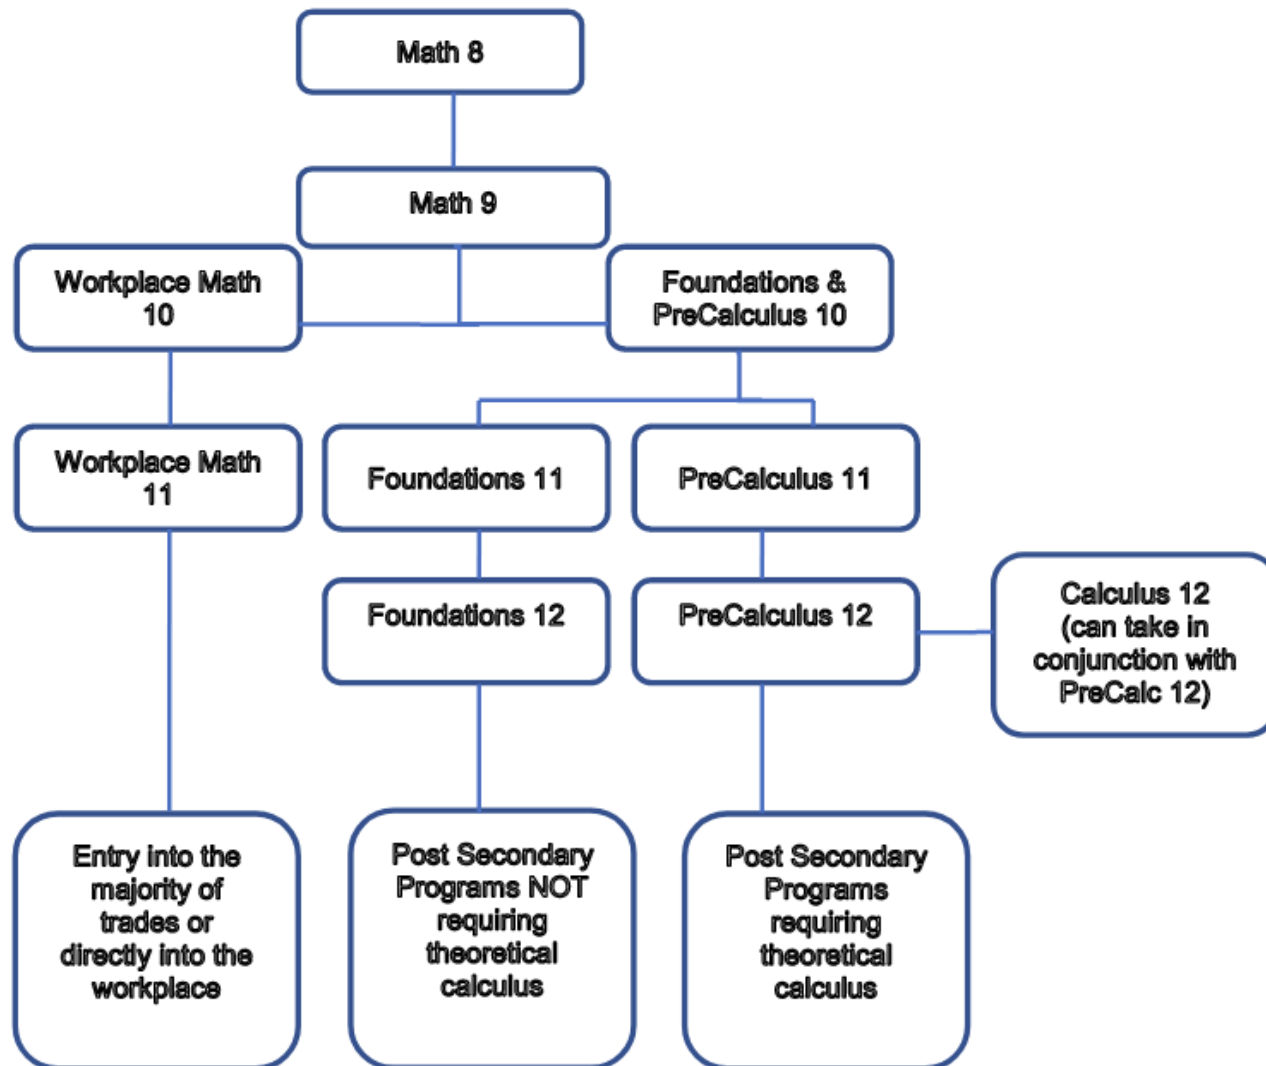 Math 8
Math 9
Workplace Math
10
Foundations &
PreCalculus 10
Workplace Math
11
Foundations 11
PreCalculus 11
Foundations 12
PreCalculus 12
Calculus 12
(can take in
conjunction with
PreCalc 12)
Entry into the
majority of
trades or
directly into the
workplace
Post Secondary
Programs NOT
requiring
theoretical
calculus
Post Secondary
Programs
requiring
theoretical
calculus